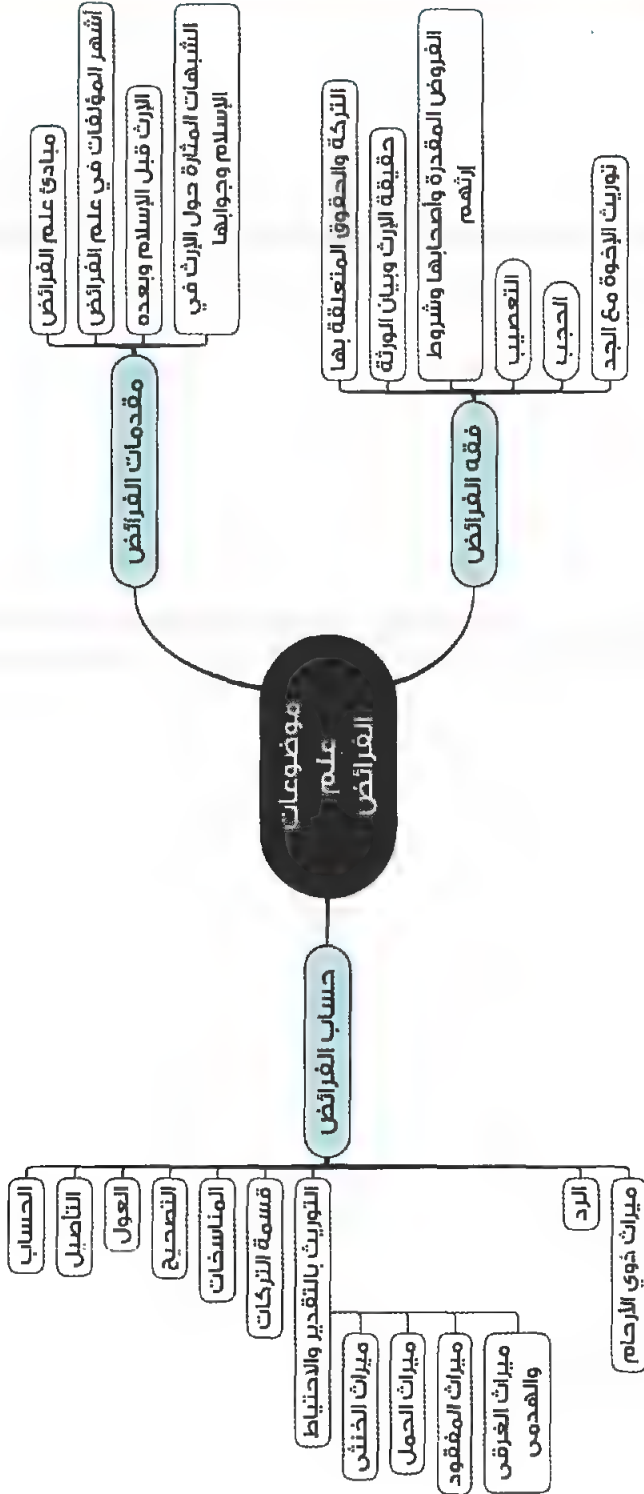 موضوعات
علم
الفرائض
مقدمات الفرائض
مبادئ علم الفرائض
أشهر المؤلفات في علم الفرائض
الإرث قبل الإسلام وبعده
الشبهات المثارة حول الإرث في
الإسلام وجوابها
فقه الفرائض
التركة والحقوق المتعلقة بها
حقيقة الإرث وبيان الورثة
الفروض المقدرة وأصحابها وشروط
إرثهم
التعصيب
الحجب
توريث الإخوة مع الجد
حساب الفرائض
الحساب
التأصيل
العول
التصحيح
المناسخات
قسمة التركات
التوريث بالتقدير والاحتياط
ميراث الخنثى
ميراث الحمل
ميراث المفقود
ميراث الغرقى
والهدمى
الرد
ميراث ذوي الأرحام